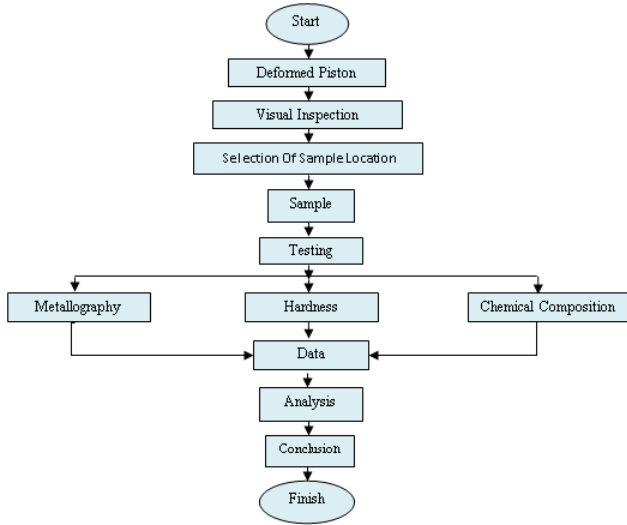 Start
Deformed Piston
Visual Inspection
Selection Of Sample Location
Sample
Testing
Metallography
Hardness
Chemical Composition
Data
Analysis
Conclusion
Finish